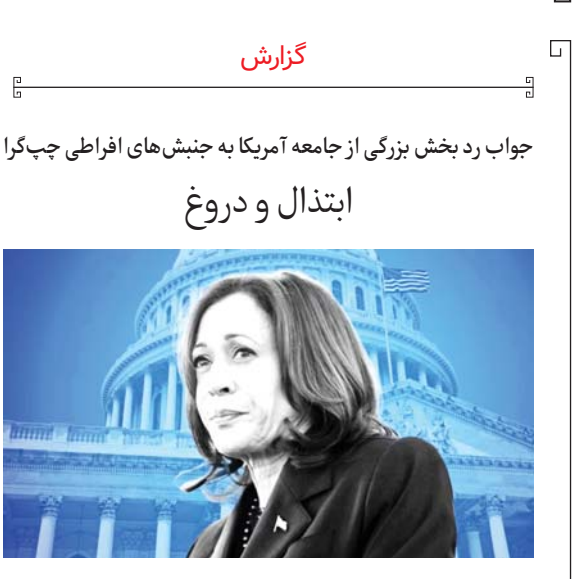 گزارش
جواب رد بخش بزرگی از جامعه آمریکا به جنبش‌های افراطی چپ‌گرا
ابتذال و دروغ